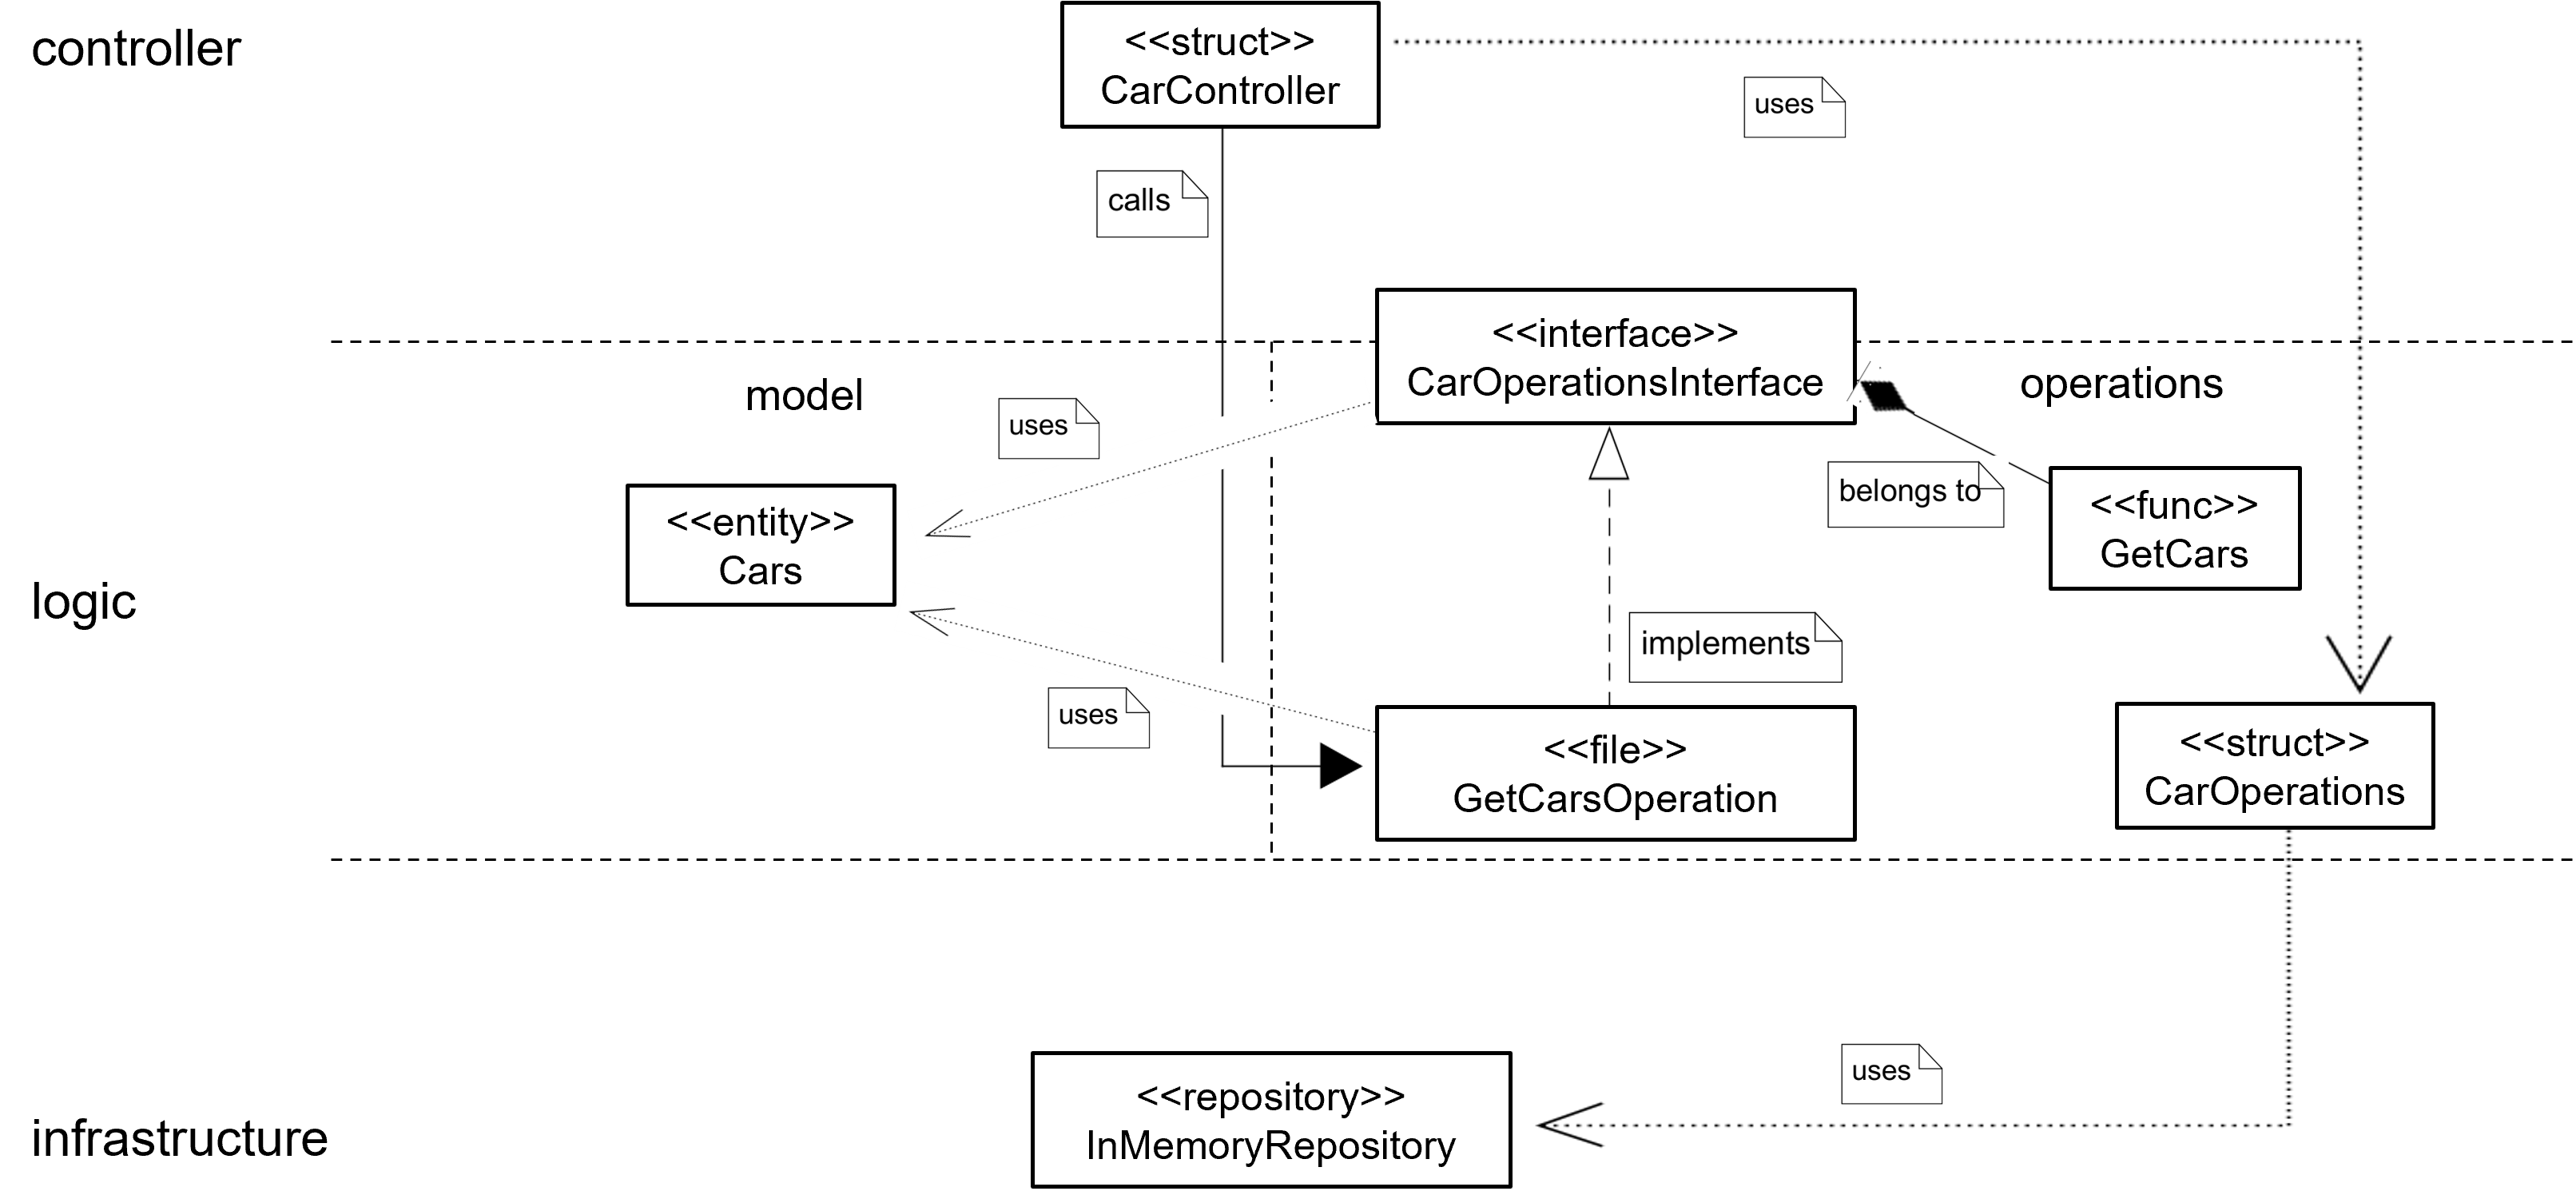 controller
<<struct>>
CarController
uses
calls
<<interface>>
CarOperationsInterface
model
operations
uses
belongs to
<<func>>
GetCars
<<entity>>
Cars
logic
implements
uses
<<file>>
GetCarsOperation
<<struct>>
CarOperations
uses
<<repository>>
InMemoryRepository
infrastructure